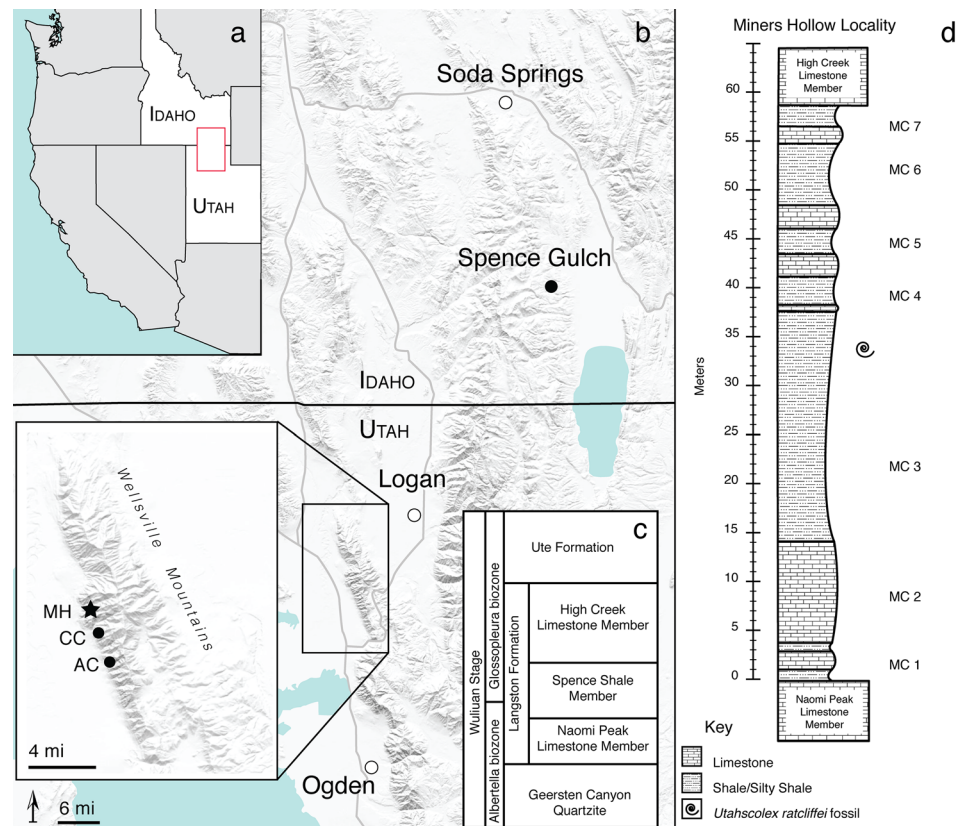 a
IDAHO
UTAH
b
Soda Springs
Spence Gulch
IDAHO
UTAH
Logan
Ogden
6 mi
Wellsville Mountains
MH
CC
AC
4 mi
c
Wuliuan Stage
Albertella biozone
Glossopleura biozone
Langston Formation
Ute Formation
High Creek
Limestone Member
Spence Shale
Member
Naomi Peak
Limestone Member
Geersten Canyon
Quartzite
Miners Hollow Locality
d
High Creek
Limestone
Member
60
55
50
45
40
35
30
25
20
15
10
5
0
Meters
MC 7
MC 6
MC 5
MC 4
MC 3
MC 2
MC 1
Naomi Peak
Limestone
Member
Key
Limestone
Shale/Silty Shale
Utahscolex ratcliffei fossil